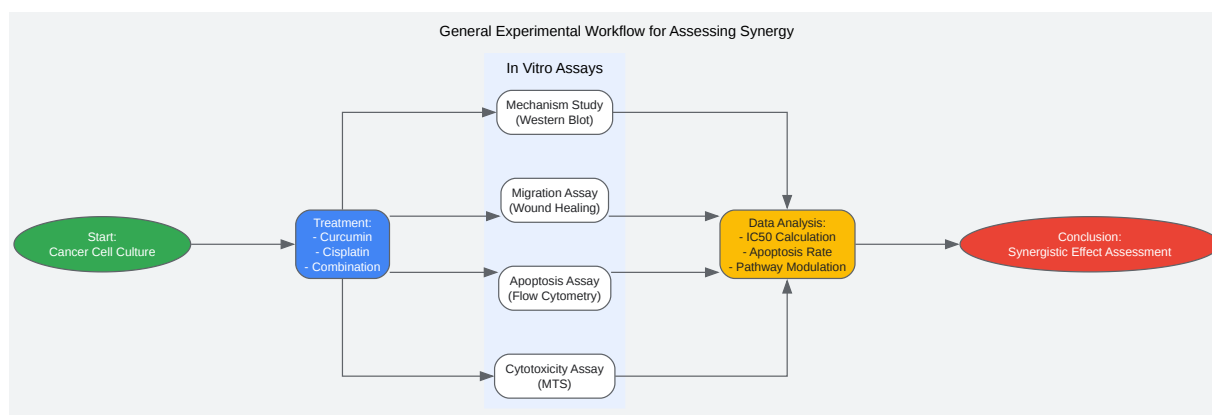 General Experimental Workflow for Assessing Synergy
In Vitro Assays
Start:
Cancer Cell Culture
Treatment:
- Curcumin
- Cisplatin
- Combination
Mechanism Study
(Western Blot)
Migration Assay
(Wound Healing)
Apoptosis Assay
(Flow Cytometry)
Cytotoxicity Assay
(MTS)
Data Analysis:
- IC50 Calculation
- Apoptosis Rate
- Pathway Modulation
Conclusion:
Synergistic Effect Assessment